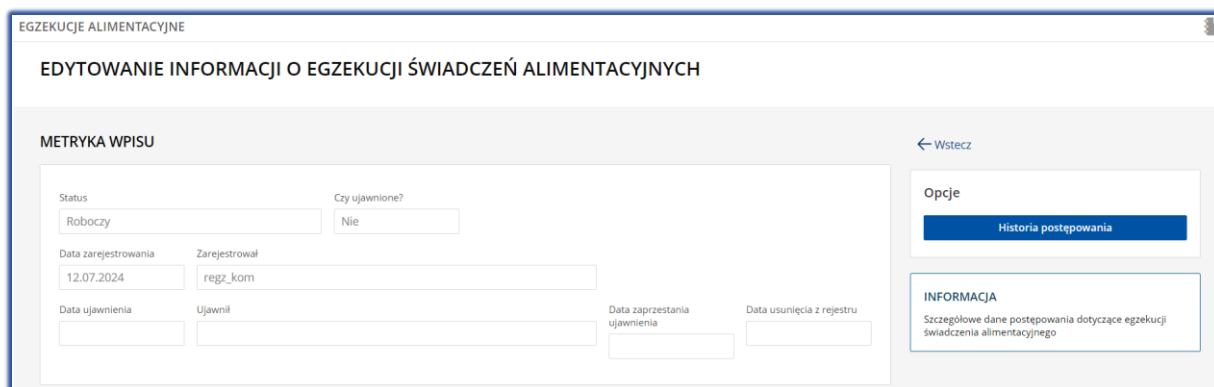 EGZEKUCJE ALIMENTACYJNE
EDYTOWANIE INFORMACJI O EGZEKUCJI ŚWIADCZEŃ ALIMENTACYJNYCH
METRYKA WPISU
Status
Czy ujawnione?
Roboczy
Nie
Data zarejestrowania
Zarejestrował
12.07.2024
regz_kom
Data ujawnienia
Ujawnił
Data zaprzestania
ujawnienia
Data usunięcia z rejestru
Wstecz
Opcje
Historia postępowania
INFORMACJA
Szczegółowe dane postępowania dotyczące egzekucji
świadczenia alimentacyjnego